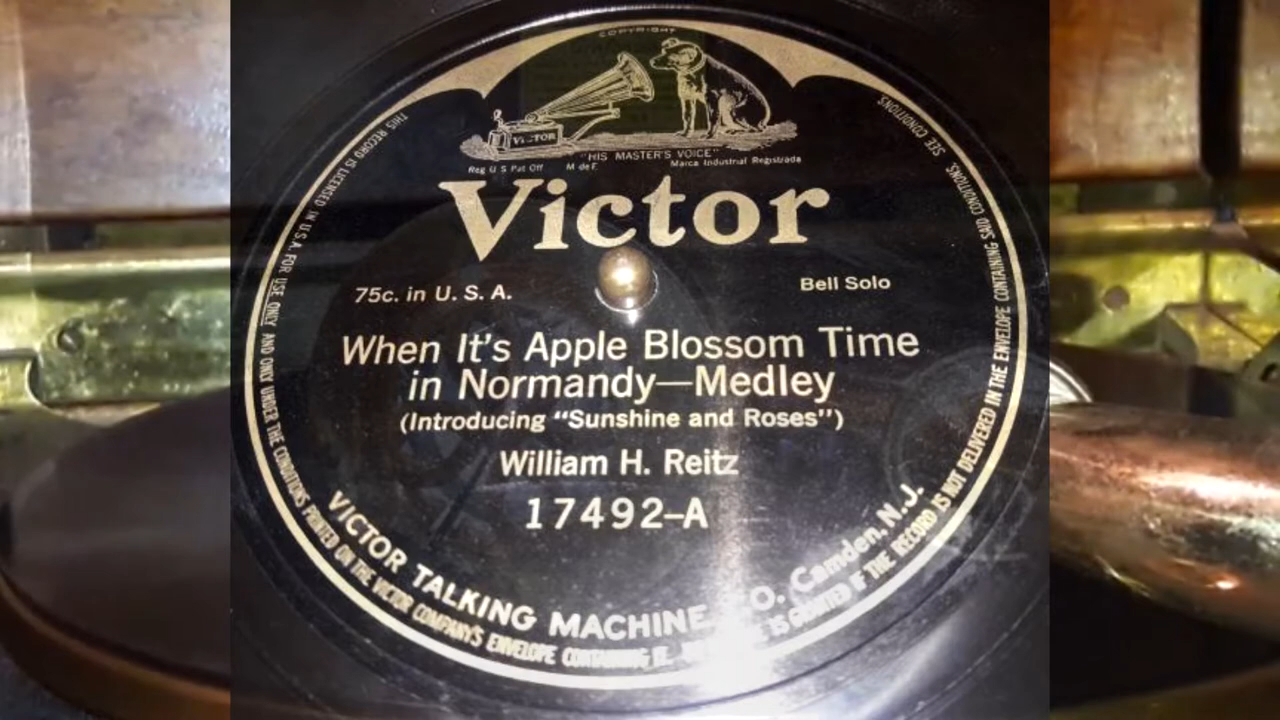 COPYRIGHT
VICTOR
"HIS MASTER'S VOICE"
Reg U S Pat Off M de F. Marca Industrial Registrada
Victor
75c. in U. S. A.
Bell Solo
When It's Apple Blossom Time
in Normandy—Medley
(Introducing "Sunshine and Roses")
William H. Reitz
17492-A
VICTOR TALKING MACHINE Camden, N.J.
THIS RECORD IS LICENSED IN U.S.A. FOR USE ONLY AND ONLY UNDER THE CONDITIONS PRINTED ON THE VICTOR COMPANY'S ENVELOPE CONTAINING IT. IS GRANTED IF THE RECORD IS NOT DELIVERED IN THE ENVELOPE CONTAINING SAID CONDITIONS. SEE CONDITIONS